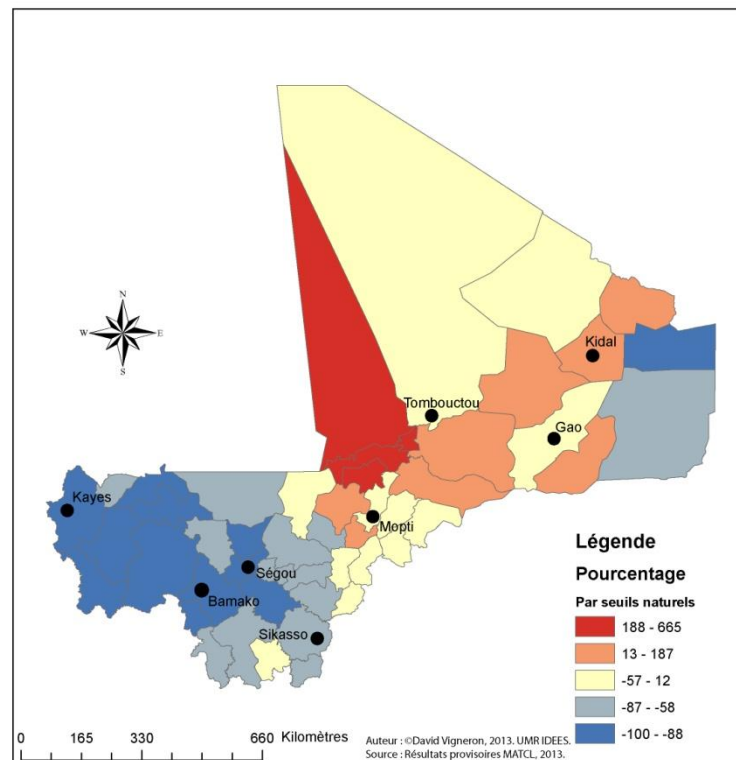 N
W E
S
Kidal
Tombouctou
Gao
Kayes
Mopti
Ségou
Bamako
Sikasso
Légende
Pourcentage
Par seuils naturels
188 - 665
13 - 187
-57 - 12
-87 - -58
-100 - -88
0 165 330 660 Kilomètres
Auteur : ©David Vigneron, 2013. UMR IDEES.
Source : Résultats provisoires MATCL, 2013.